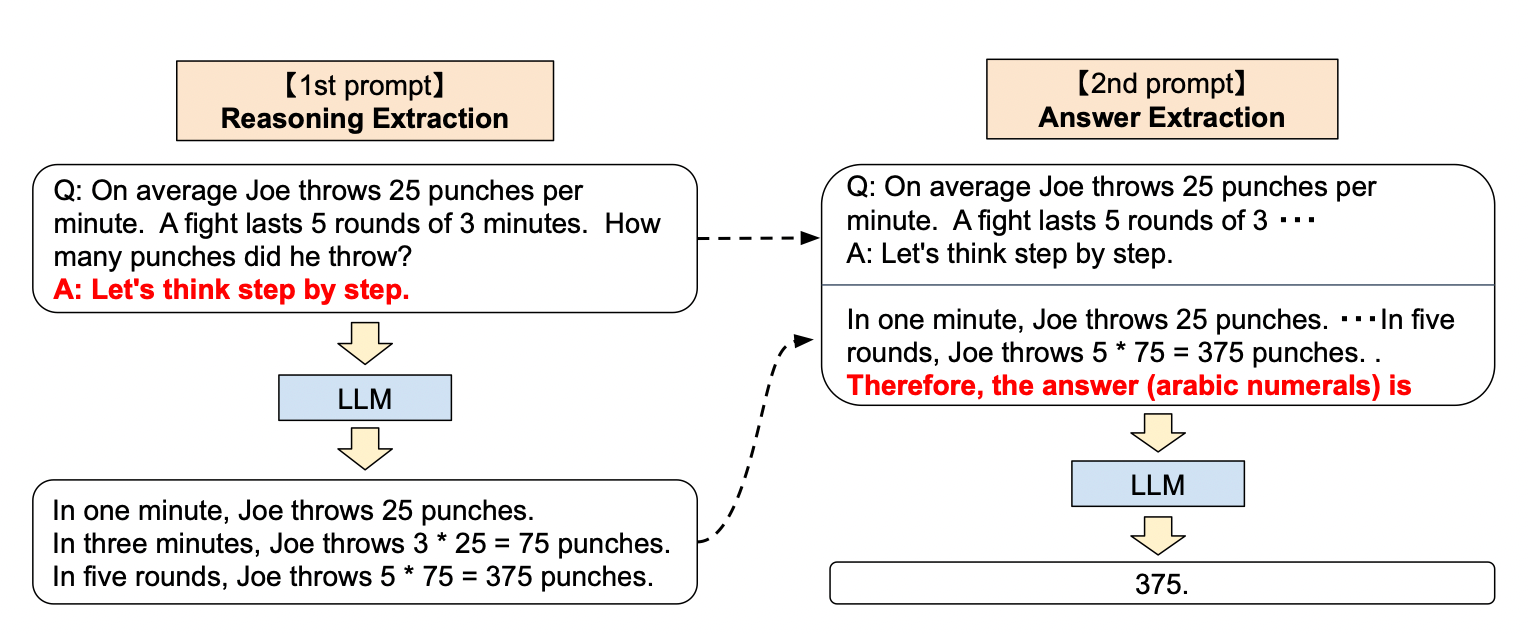 【1st prompt】
Reasoning Extraction
Q: On average Joe throws 25 punches per
minute.  A fight lasts 5 rounds of 3 minutes.  How
many punches did he throw?
A: Let's think step by step.
LLM
In one minute, Joe throws 25 punches.
In three minutes, Joe throws 3 * 25 = 75 punches.
In five rounds, Joe throws 5 * 75 = 375 punches.
【2nd prompt】
Answer Extraction
Q: On average Joe throws 25 punches per
minute.  A fight lasts 5 rounds of 3 ･･･
A: Let's think step by step.
In one minute, Joe throws 25 punches. ･･･In five
rounds, Joe throws 5 * 75 = 375 punches. .
Therefore, the answer (arabic numerals) is
LLM
375.